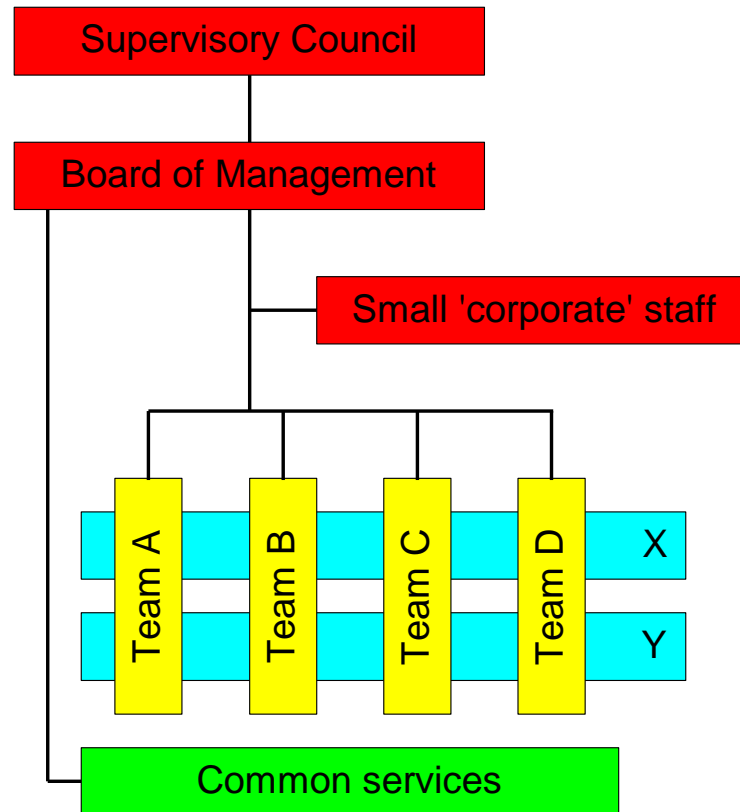 Supervisory Council
Board of Management
Small 'corporate' staff
Team A
Team B
Team C
Team D
X
Y
Common services